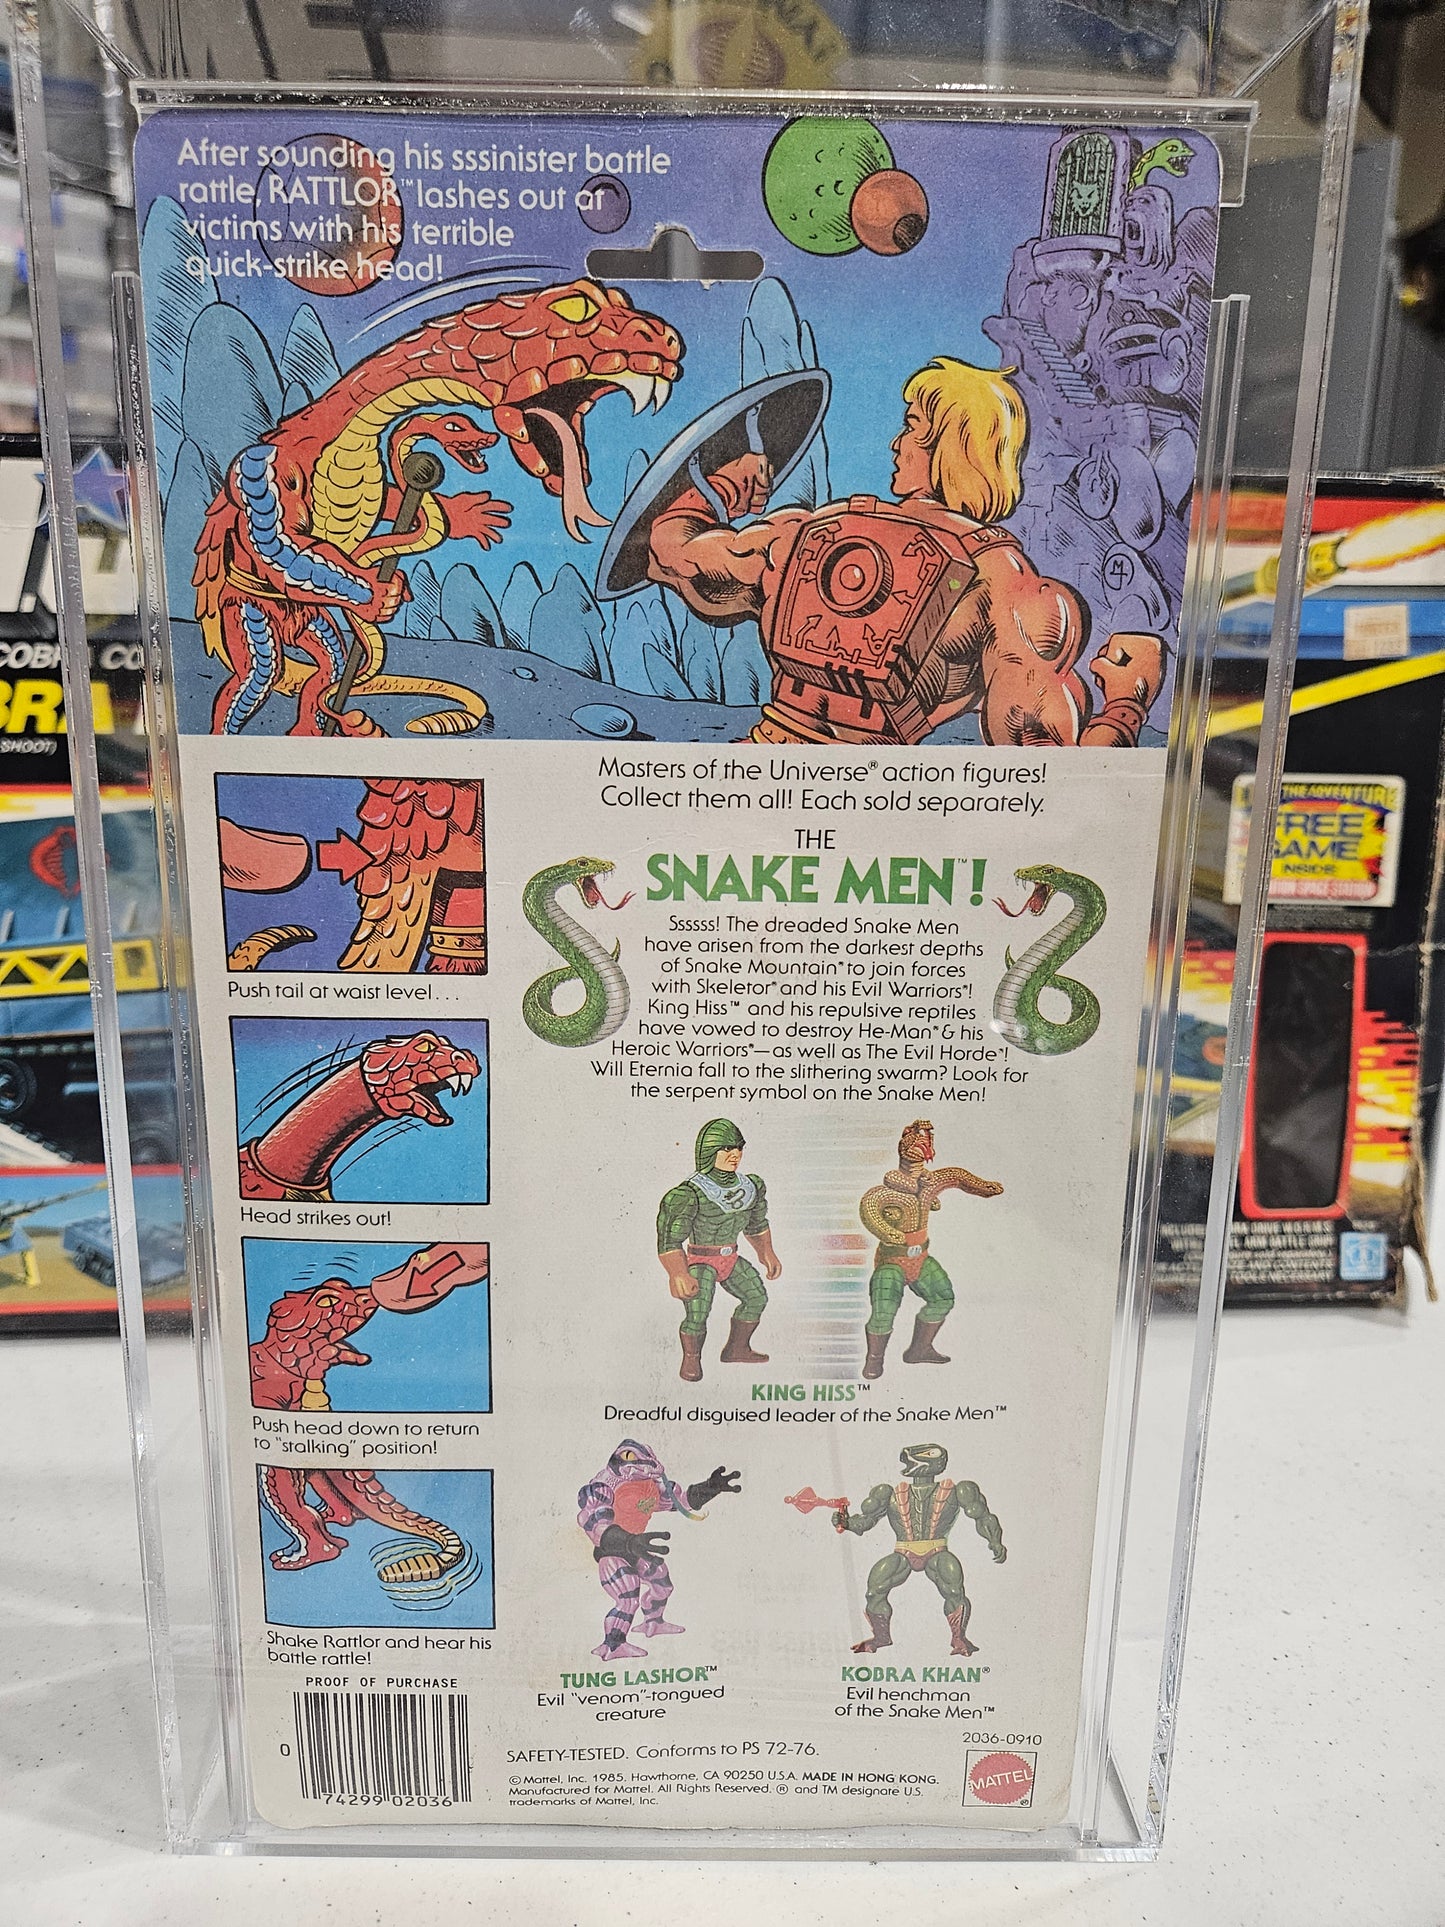 After sounding his sssinister battle
rattle, RATTLOR™ lashes out at
victims with his terrible
quick-strike head!
Masters of the Universe® action figures!
Collect them all! Each sold separately.
THE
SNAKE MEN™!
Sssss! The dreaded Snake Men
have arisen from the darkest depths
of Snake Mountain® to join forces
with Skeletor® and his Evil Warriors®!
King Hiss™ and his repulsive reptiles
have vowed to destroy He-Man® & his
Heroic Warriors®—as well as The Evil Horde®!
Will Eternia fall to the slithering swarm? Look for
the serpent symbol on the Snake Men!
Push tail at waist level...
Head strikes out!
Push head down to return
to "stalking" position!
Shake Rattlor and hear his
battle rattle!
KING HISS™
Dreadful disguised leader of the Snake Men™
TUNG LASHOR™
Evil "venom"-tongued
creature
KOBRA KHAN®
Evil henchman
of the Snake Men™
PROOF OF PURCHASE
0 74299 02036
2036-0910
SAFETY-TESTED. Conforms to PS 72-76.
© Mattel, Inc. 1985. Hawthorne, CA 90250 U.S.A. MADE IN HONG KONG.
Manufactured for Mattel. All Rights Reserved. ® and TM designate U.S.
trademarks of Mattel, Inc.
MATTEL®
SHOOT)
THE ADVENTURE
FREE
GAME
INSIDE